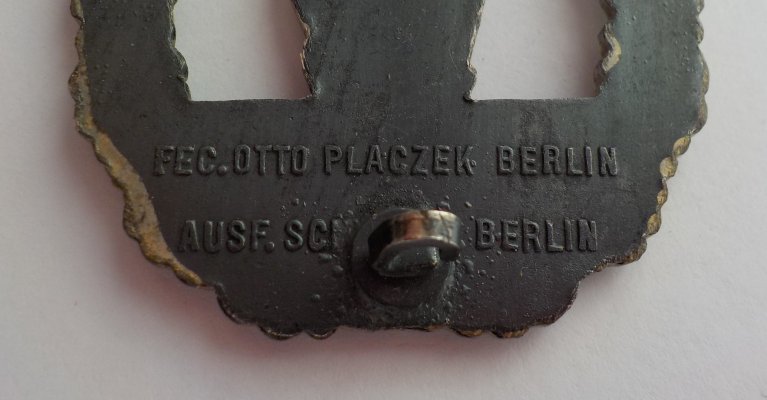 FEC. OTTO PLACZEK BERLIN
AUSF. BERLIN